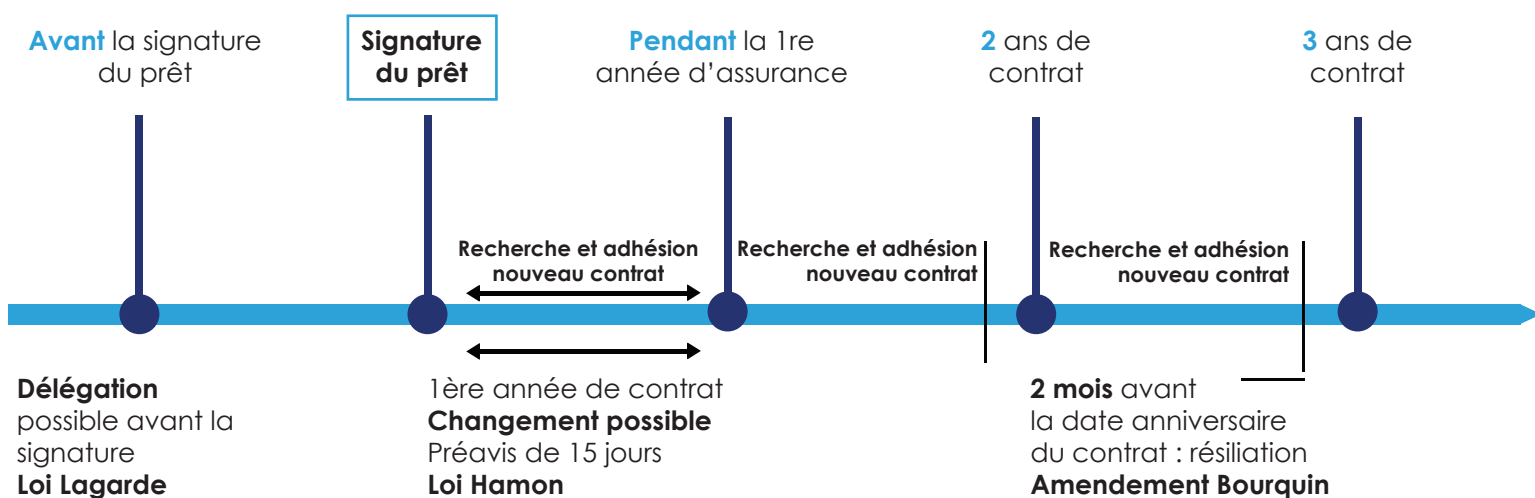 Avant la signature
du prêt
Signature
du prêt
Pendant la 1re
année d’assurance
2 ans de
contrat
3 ans de
contrat
Recherche et adhésion
nouveau contrat
Recherche et adhésion
nouveau contrat
Recherche et adhésion
nouveau contrat
Délégation
possible avant la
signature
Loi Lagarde
1ère année de contrat
Changement possible
Préavis de 15 jours
Loi Hamon
2 mois avant
la date anniversaire
du contrat : résiliation
Amendement Bourquin